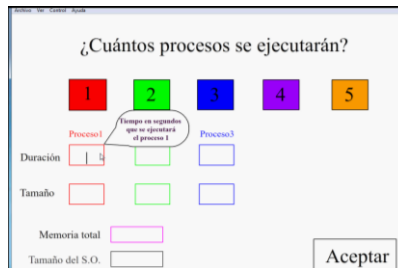 Archivo Ver Control Ayuda
¿Cuántos procesos se ejecutarán?
1 2 3 4 5
Tiempo en segundos
que se ejecutará
el proceso 1
Proceso1 Proceso3
Duración
Tamaño
Memoria total
Tamaño del S.O.
Aceptar